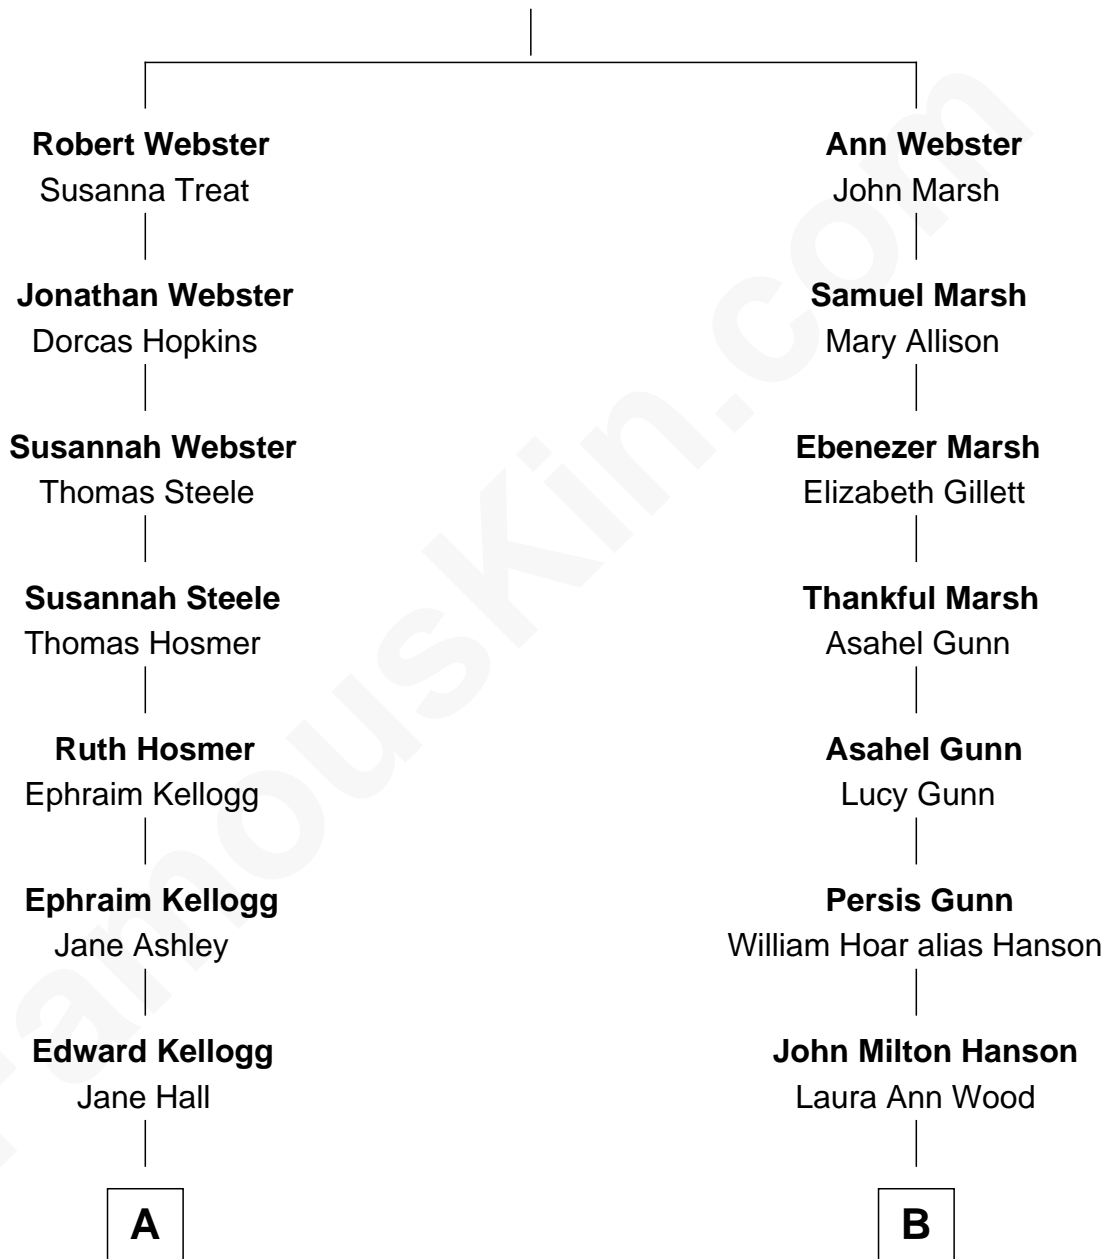 Robert Webster
Susanna Treat
Ann Webster
John Marsh
Jonathan Webster
Dorcas Hopkins
Samuel Marsh
Mary Allison
Susannah Webster
Thomas Steele
Ebenezer Marsh
Elizabeth Gillett
Susannah Steele
Thomas Hosmer
Thankful Marsh
Asahel Gunn
Ruth Hosmer
Ephraim Kellogg
Asahel Gunn
Lucy Gunn
Ephraim Kellogg
Jane Ashley
Persis Gunn
William Hoar alias Hanson
Edward Kellogg
Jane Hall
John Milton Hanson
Laura Ann Wood
A
B
FamousKin.com